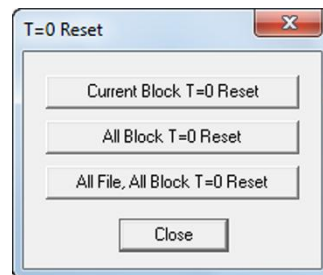 T=0 Reset
Current Block T=0 Reset
All Block T=0 Reset
All File, All Block T=0 Reset
Close